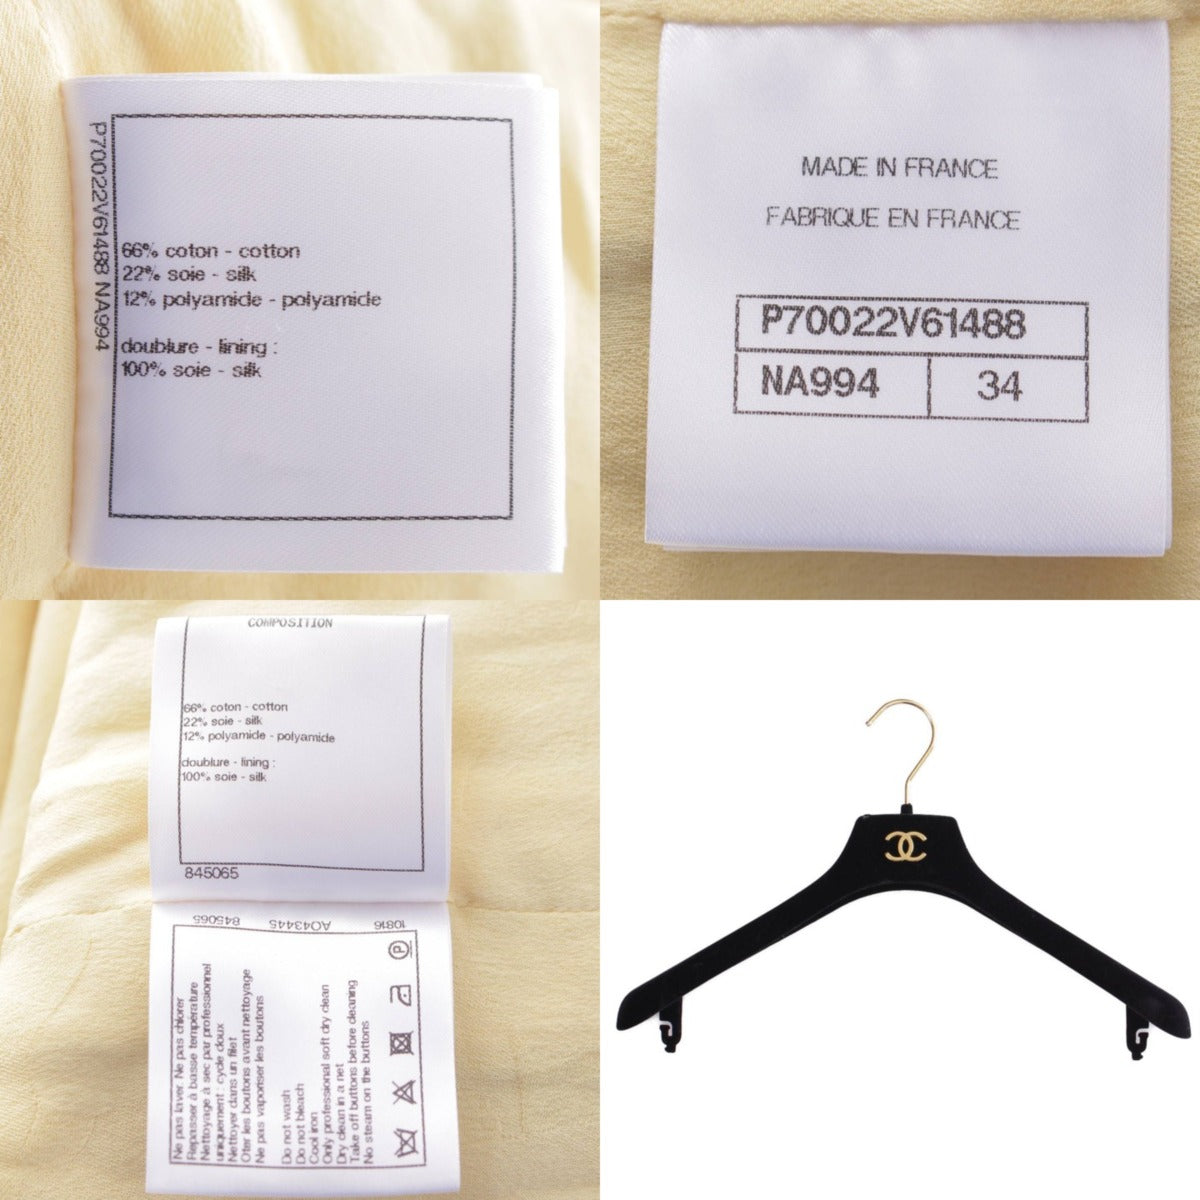 P70022V61488 NA994
66% coton - cotton
22% soie - silk
12% polyamide - polyamide
doublure - lining :
100% soie - silk
MADE IN FRANCE
FABRIQUE EN FRANCE
P70022V61488
NA994 34
COMPOSITION
66% coton - cotton
22% soie - silk
12% polyamide - polyamide
doublure - lining :
100% soie - silk
845065
10816 AO43445 845065
Ne pas laver. Ne pas chlorer
Repasser à basse température
Nettoyage à sec par professionnel
uniquement : cycle doux
Nettoyer dans un filet
Oter les boutons avant nettoyage
Ne pas vaporiser les boutons
Do not wash
Do not bleach
Cool iron
Only professional soft dry clean
Dry clean in a net
Take off buttons before cleaning
No steam on the buttons
P